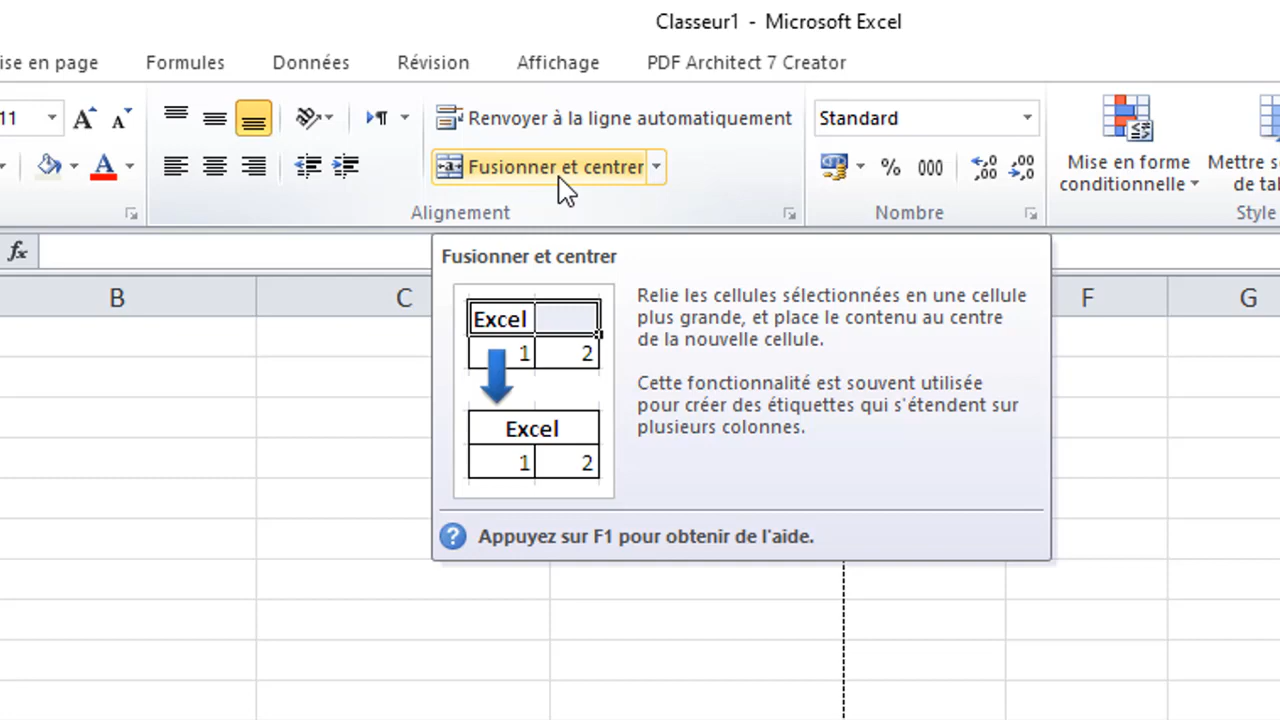 Classeur1 - Microsoft Excel
ise en page Formules Données Révision Affichage PDF Architect 7 Creator
11 A A Renvoyer à la ligne automatiquement Standard
A Fusionner et centrer % 000 ,00 ,00
Mise en forme
conditionnelle
Mettre s
de tab
Alignement Nombre Style
fx
B C F G
Fusionner et centrer
Excel
1 2
Excel
1 2
Relie les cellules sélectionnées en une cellule
plus grande, et place le contenu au centre
de la nouvelle cellule.
Cette fonctionnalité est souvent utilisée
pour créer des étiquettes qui s'étendent sur
plusieurs colonnes.
Appuyez sur F1 pour obtenir de l'aide.